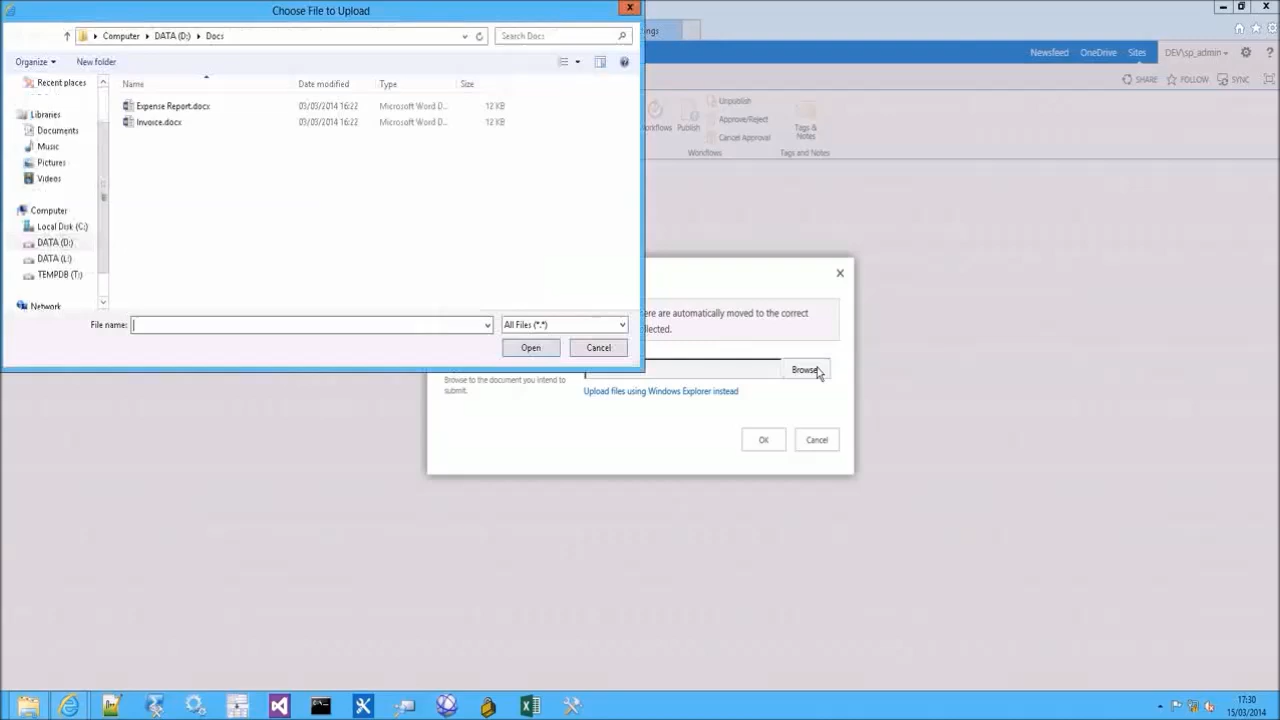 Choose File to Upload
x
Computer DATA (D:) Docs
Search Docs
Organize
New folder
Name Date modified Type Size
Expense Report.docx 03/03/2014 16:22 Microsoft Word D... 12 KB
Invoice.docx 03/03/2014 16:22 Microsoft Word D... 12 KB
Recent places
Libraries
Documents
Music
Pictures
Videos
Computer
Local Disk (C:)
DATA (D:)
DATA (L:)
TEMPDB (T:)
Network
File name:
All Files (*.*)
Open
Cancel
ings
Newsfeed OneDrive Sites DEV\sp_admin ?
SHARE FOLLOW SYNC
orkflows
Publish
Unpublish
Approve/Reject
Cancel Approval
Workflows
Tags &
Notes
Tags and Notes
ere are automatically moved to the correct
llected.
Browse
Browse to the document you intend to
submit.
Upload files using Windows Explorer instead
OK
Cancel
17:30
15/03/2014